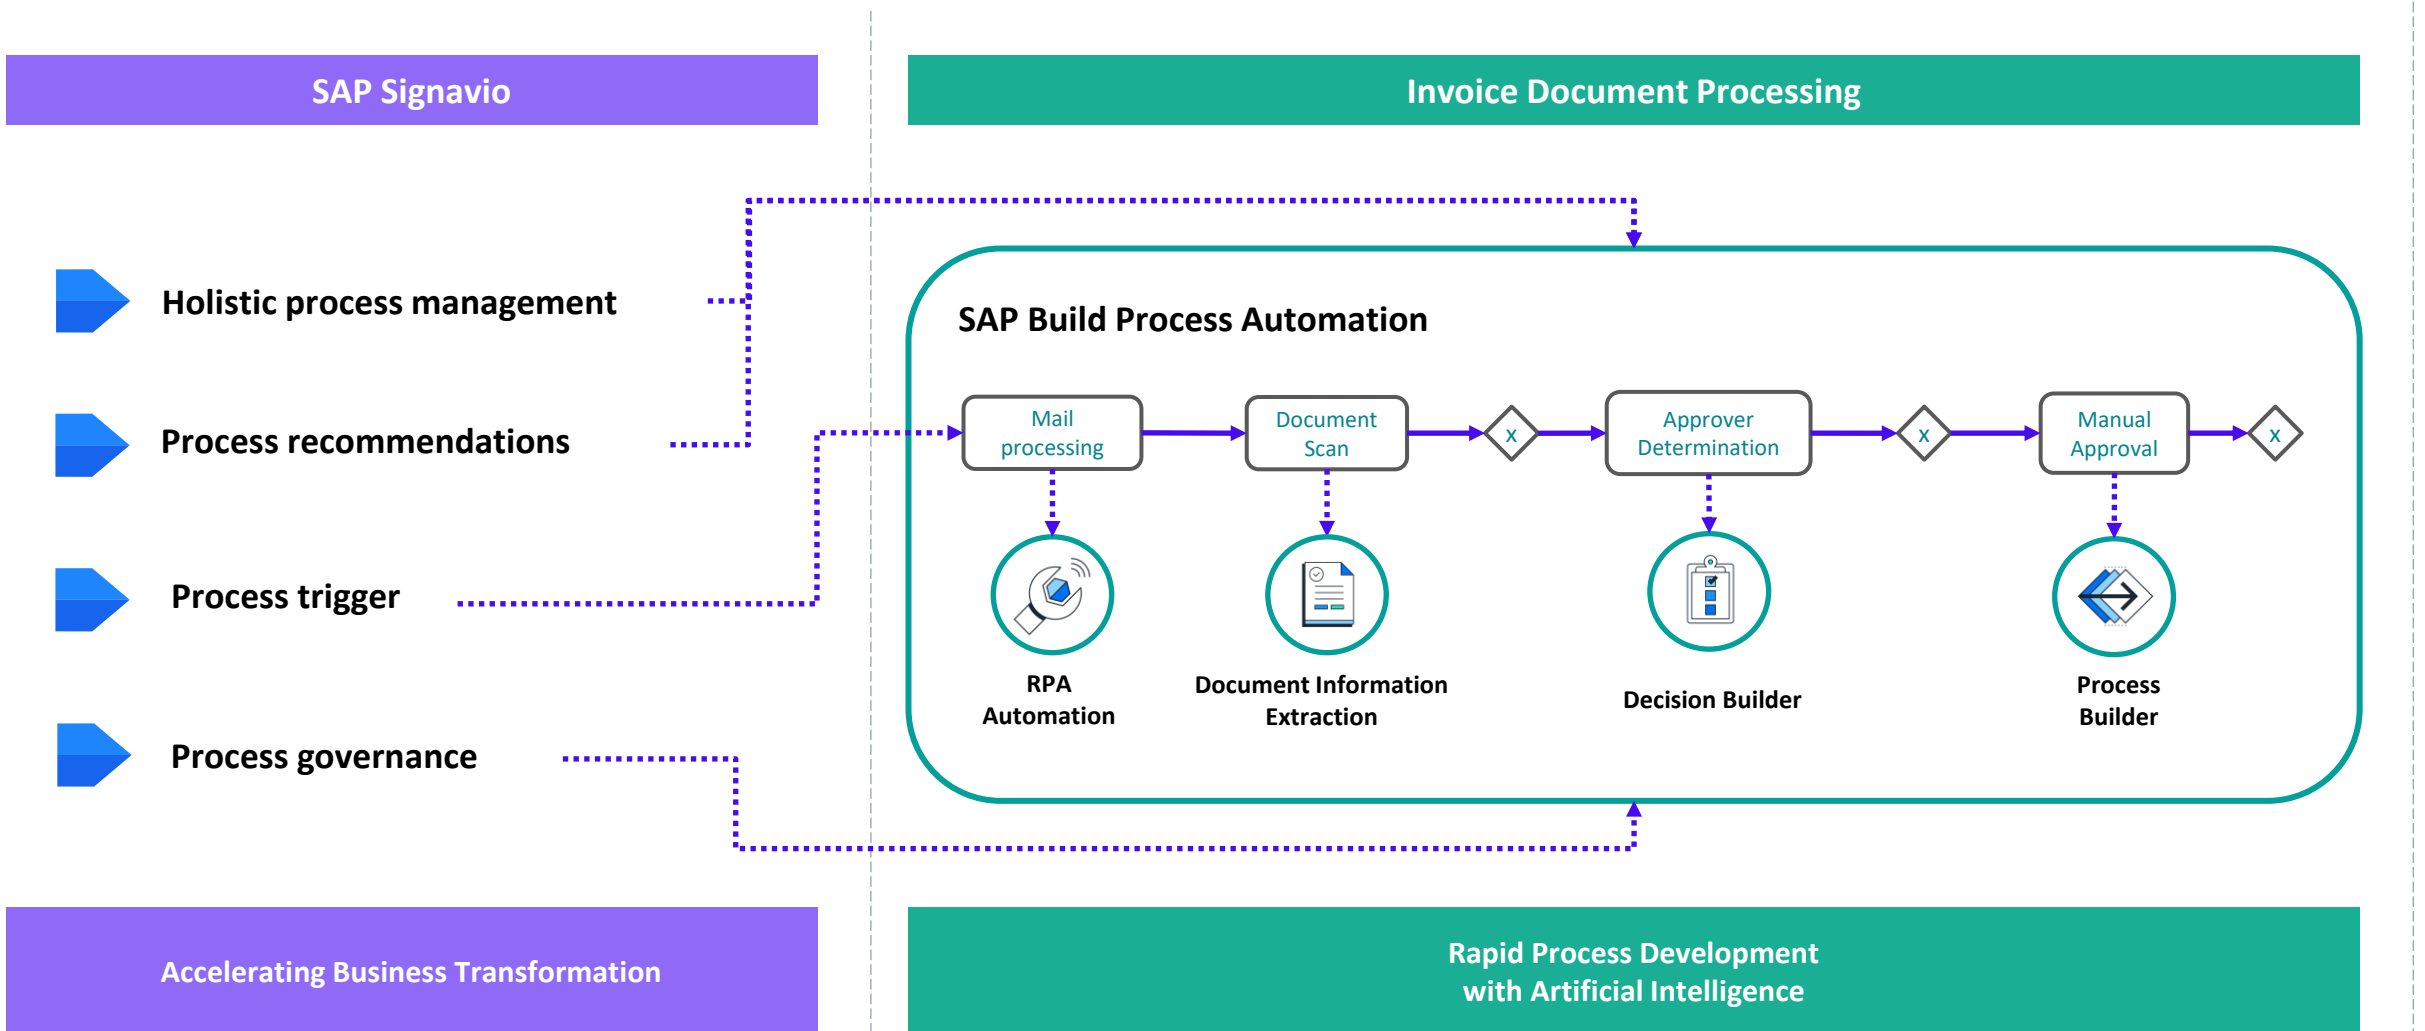 SAP Signavio
Invoice Document Processing
Holistic process management
Process recommendations
Process trigger
Process governance
SAP Build Process Automation
Mail
processing
Document
Scan
x
Approver
Determination
x
Manual
Approval
x
RPA
Automation
Document Information
Extraction
Decision Builder
Process
Builder
Accelerating Business Transformation
Rapid Process Development
with Artificial Intelligence